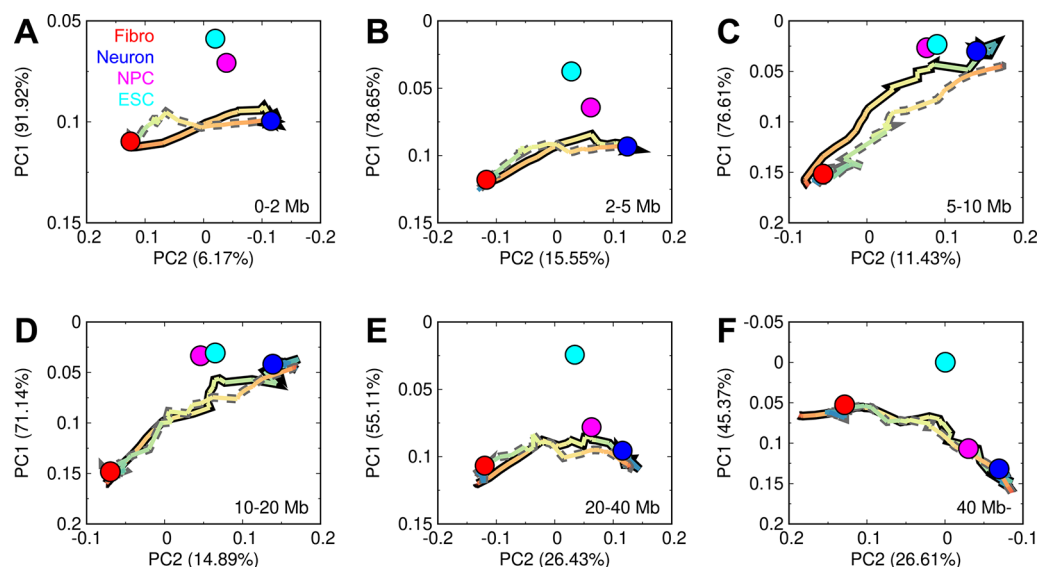 A
0.05
0.1
0.15
PC1 (91.92%)
Fibro
Neuron
NPC
ESC
0-2 Mb
0.2
0.1
0
-0.1
-0.2
PC2 (6.17%)
B
0
0.05
0.1
0.15
0.2
PC1 (78.65%)
2-5 Mb
-0.2
-0.1
0
0.1
0.2
PC2 (15.55%)
C
0
0.05
0.1
0.15
0.2
PC1 (76.61%)
5-10 Mb
-0.1
0
0.1
0.2
PC2 (11.43%)
D
0
0.05
0.1
0.15
0.2
PC1 (71.14%)
10-20 Mb
-0.1
0
0.1
0.2
PC2 (14.89%)
E
0
0.05
0.1
0.15
PC1 (55.11%)
20-40 Mb
-0.2
-0.1
0
0.1
0.2
PC2 (26.43%)
F
-0.05
0
0.05
0.1
0.15
0.2
PC1 (45.37%)
40 Mb-
0.2
0.1
0
-0.1
PC2 (26.61%)